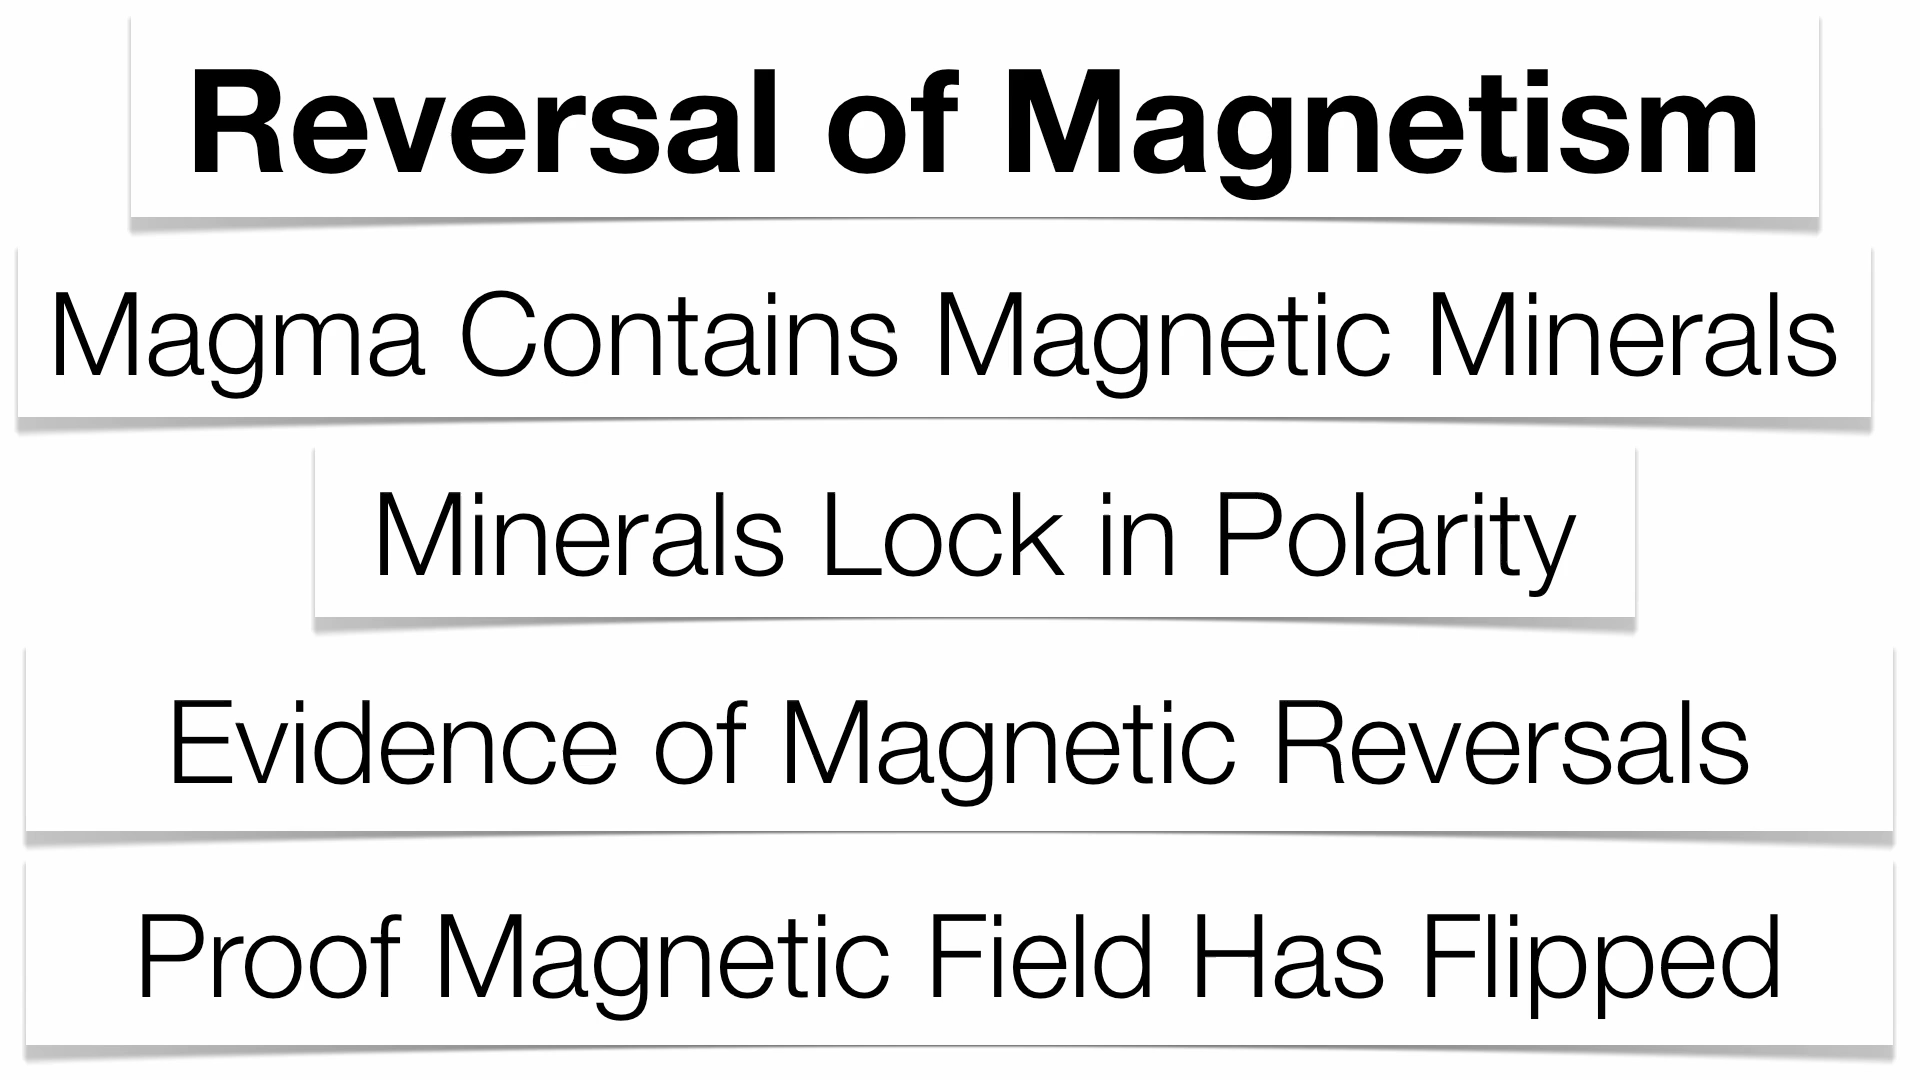 Reversal of Magnetism
Magma Contains Magnetic Minerals
Minerals Lock in Polarity
Evidence of Magnetic Reversals
Proof Magnetic Field Has Flipped